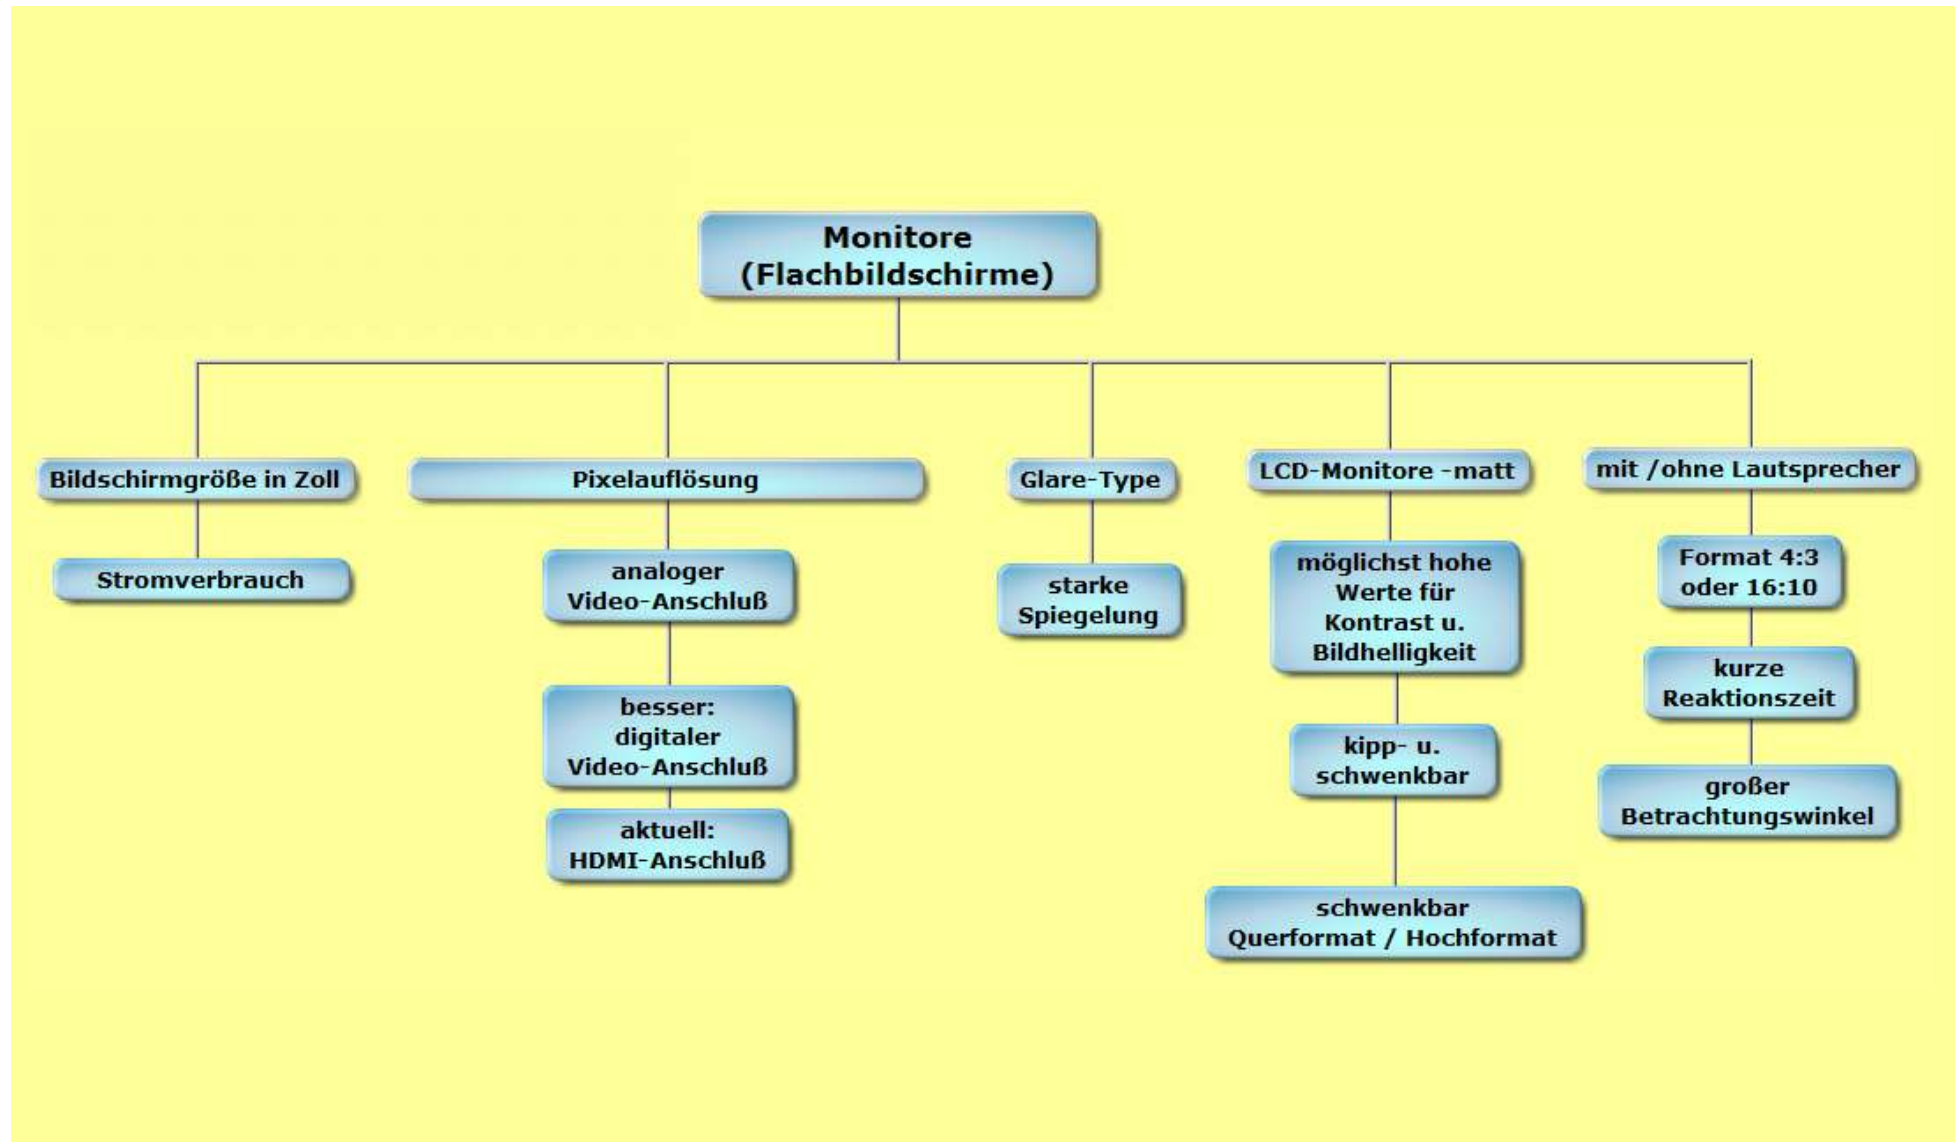 Monitore
(Flachbildschirme)
Bildschirmgröße in Zoll
Stromverbrauch
Pixelauflösung
analoger
Video-Anschluß
besser:
digitaler
Video-Anschluß
aktuell:
HDMI-Anschluß
Glare-Type
starke
Spiegelung
LCD-Monitore -matt
möglichst hohe
Werte für
Kontrast u.
Bildhelligkeit
kipp- u.
schwenkbar
schwenkbar
Querformat / Hochformat
mit /ohne Lautsprecher
Format 4:3
oder 16:10
kurze
Reaktionszeit
großer
Betrachtungswinkel